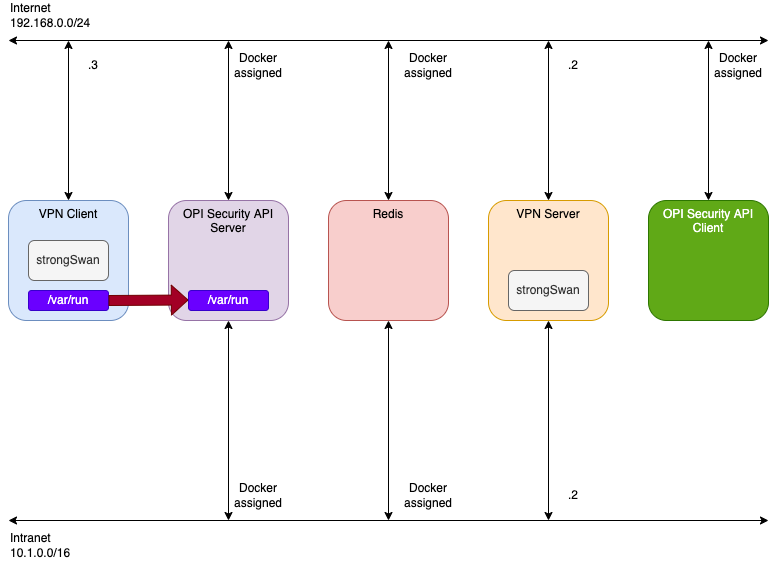 Internet
192.168.0.0/24
.3
Docker
assigned
Docker
assigned
.2
Docker
assigned
VPN Client
strongSwan
/var/run
OPI Security API
Server
/var/run
Redis
VPN Server
strongSwan
OPI Security API
Client
Docker
assigned
Docker
assigned
.2
Intranet
10.1.0.0/16